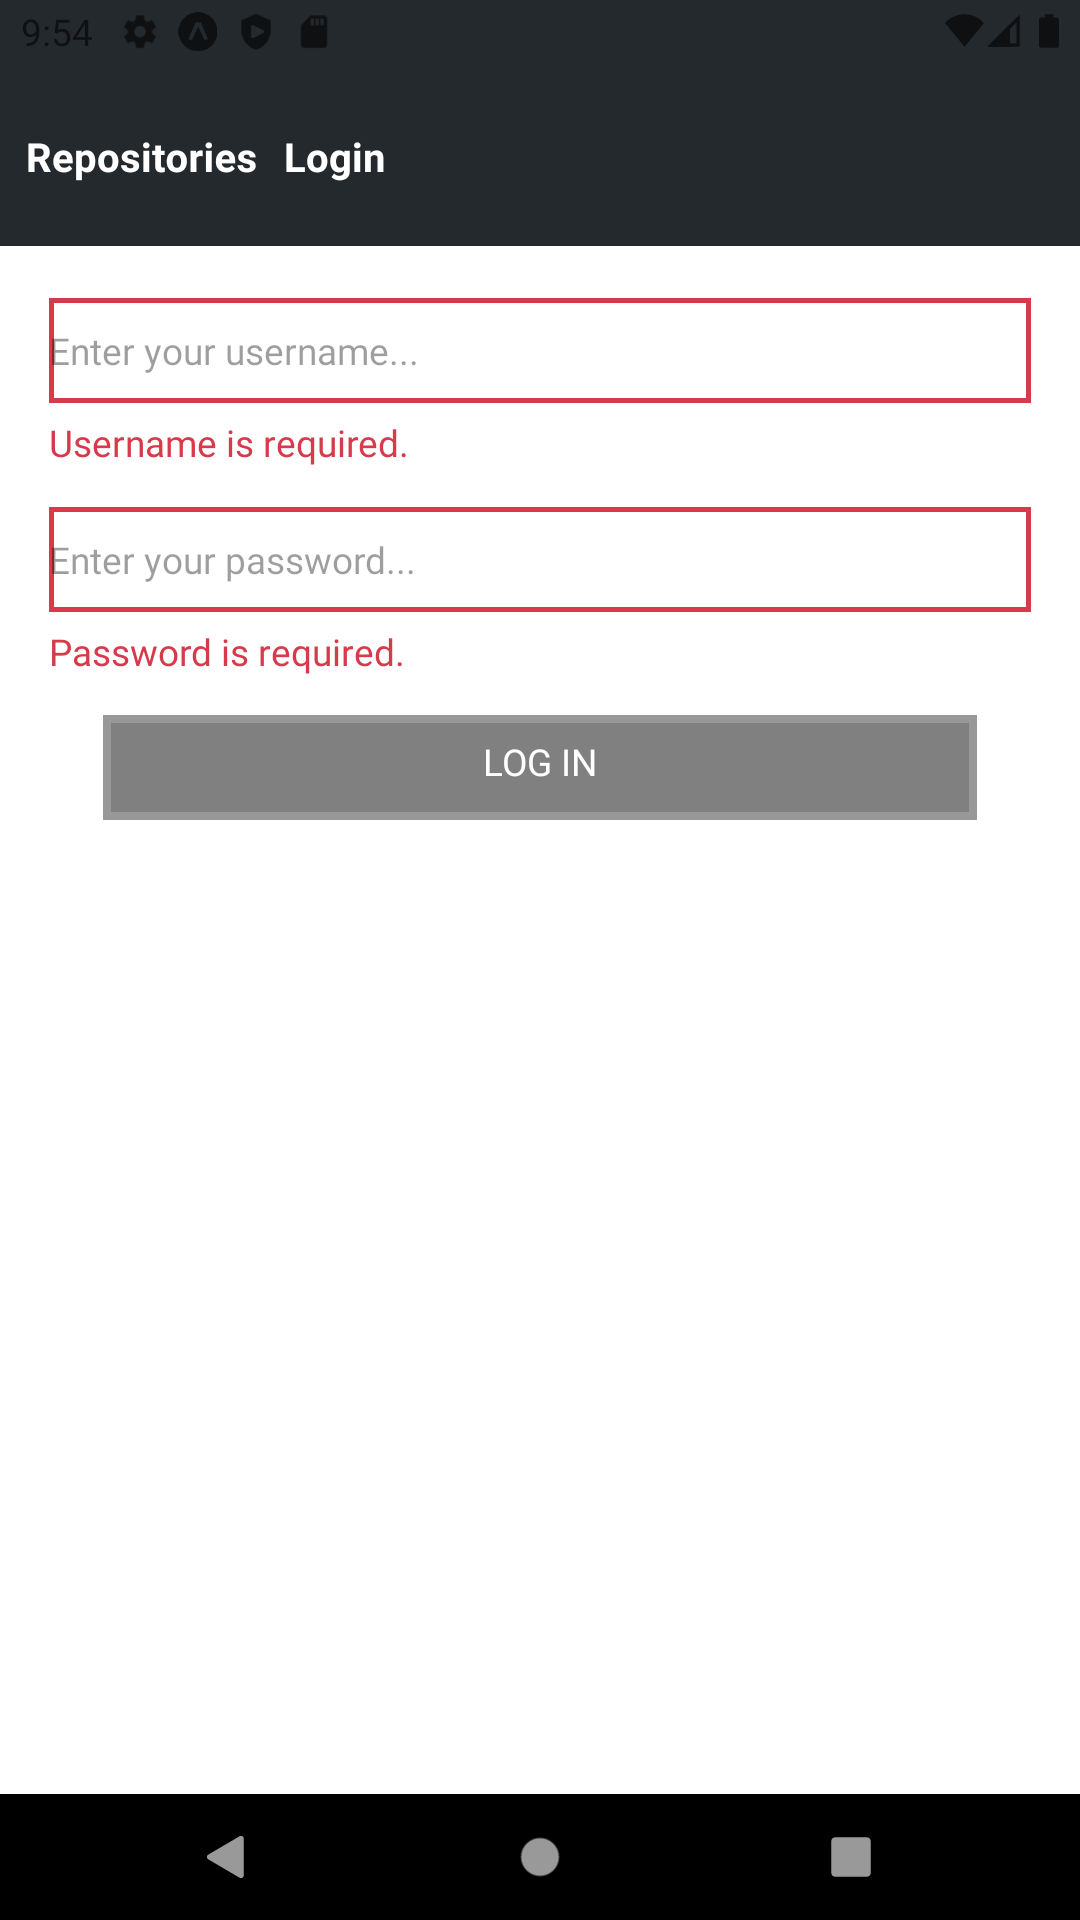 9:54
Repositories Login
Enter your username...
Username is required.
Enter your password...
Password is required.
LOG IN